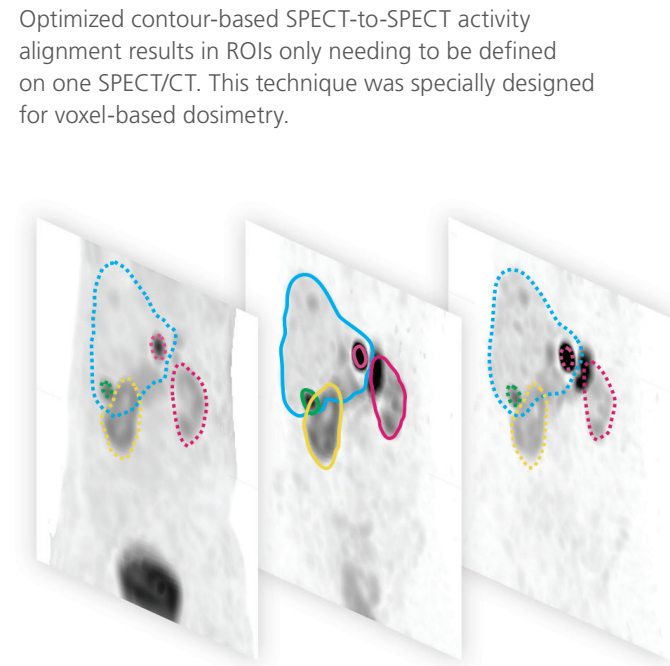 Optimized contour-based SPECT-to-SPECT activity
alignment results in ROIs only needing to be defined
on one SPECT/CT. This technique was specially designed
for voxel-based dosimetry.